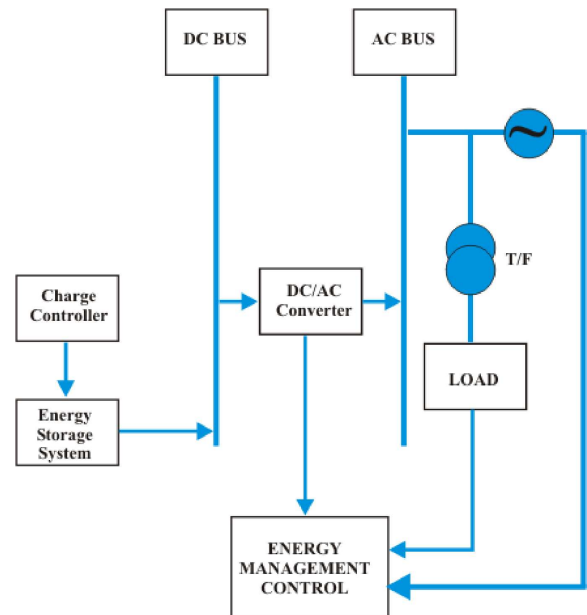 DC BUS
AC BUS
~
T/F
Charge
Controller
DC/AC
Converter
LOAD
Energy
Storage
System
ENERGY
MANAGEMENT
CONTROL